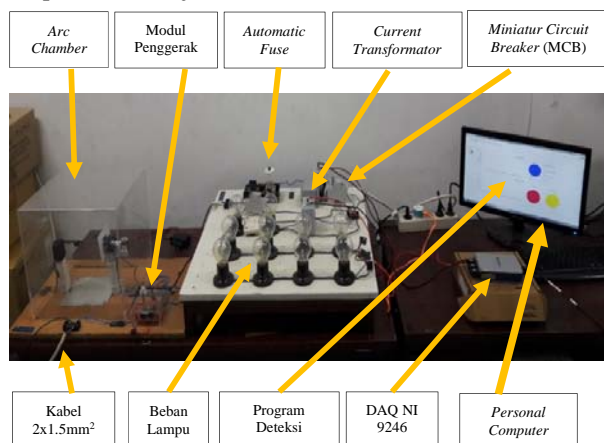 Arc
Chamber
Modul
Penggerak
Automatic
Fuse
Current
Transformator
Miniatur Circuit
Breaker (MCB)
Kabel
2x1.5mm²
Beban
Lampu
Program
Deteksi
DAQ NI
9246
Personal
Computer